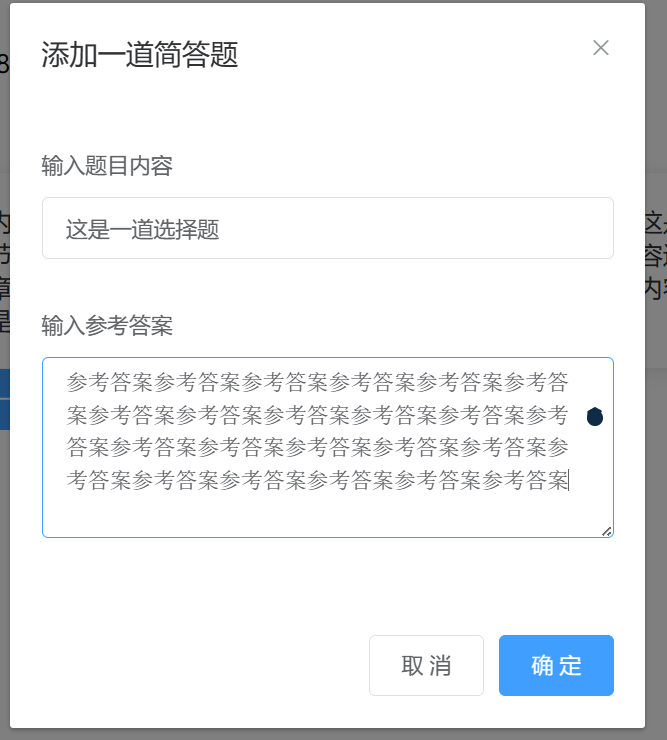 添加一道简答题
输入题目内容
这是一道选择题
输入参考答案
参考答案参考答案参考答案参考答案参考答案参考答
案参考答案参考答案参考答案参考答案参考答案参考
答案参考答案参考答案参考答案参考答案参考答案参
考答案参考答案参考答案参考答案参考答案参考答案
取消
确定